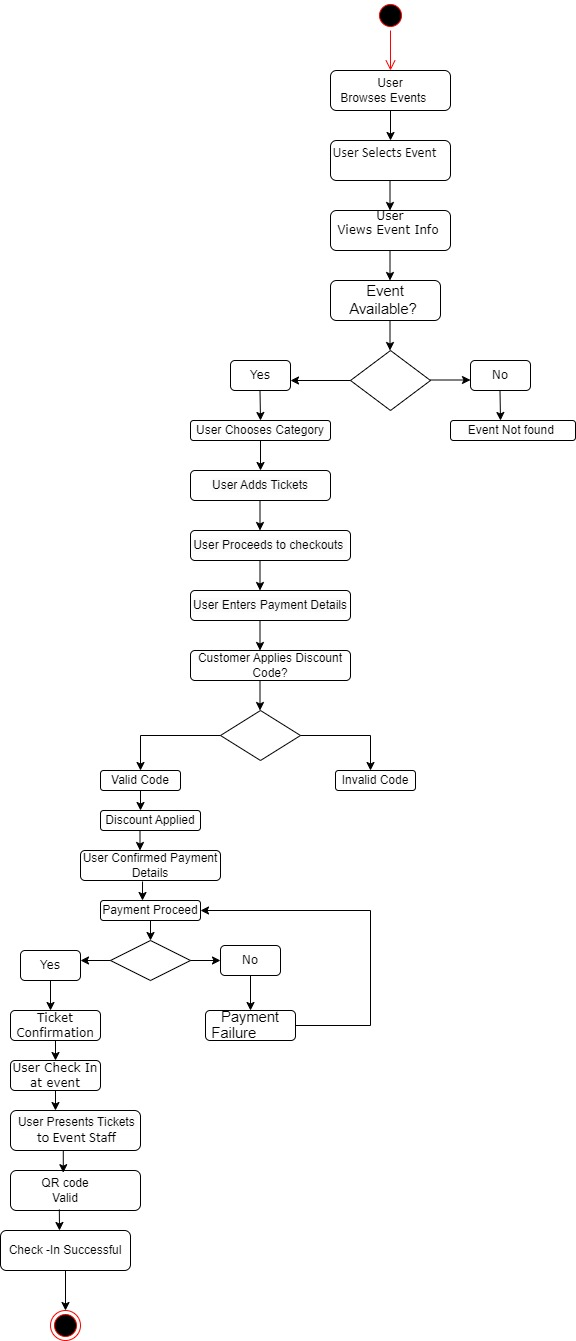 User
Browses Events
User Selects Event
User
Views Event Info
Event
Available?
Yes
No
User Chooses Category
Event Not found
User Adds Tickets
User Proceeds to checkouts
User Enters Payment Details
Customer Applies Discount
Code?
Valid Code
Invalid Code
Discount Applied
User Confirmed Payment
Details
Payment Proceed
Yes
No
Ticket
Confirmation
Payment
Failure
User Check In
at event
User Presents Tickets
to Event Staff
QR code
Valid
Check -In Successful